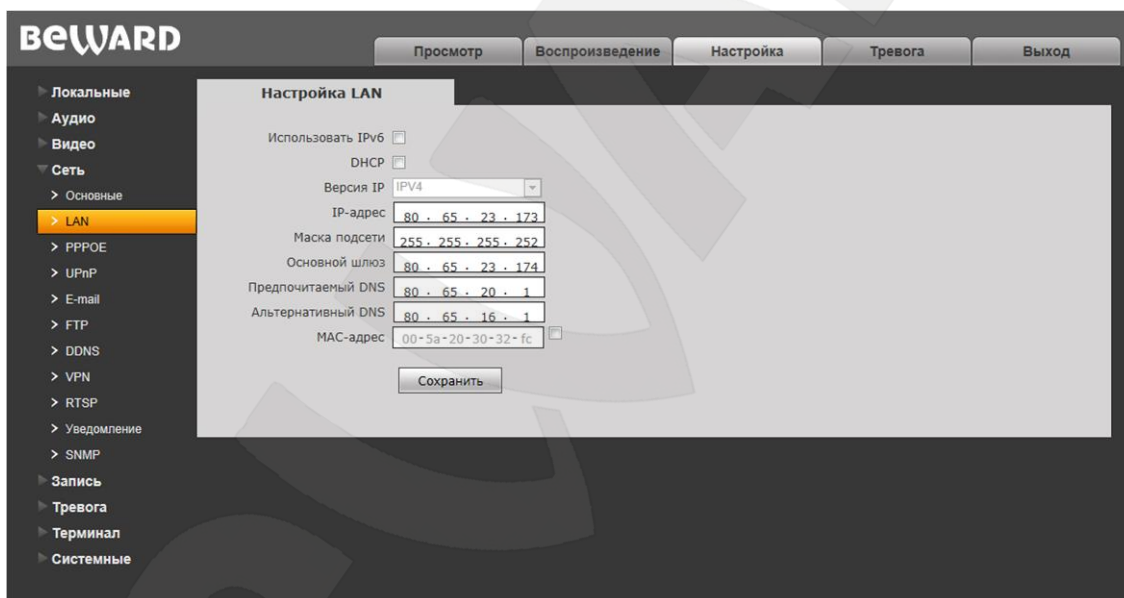 BEWARD
Просмотр Воспроизведение Настройка Тревога Выход
Локальные
Аудио
Видео
Сеть
> Основные
> LAN
> PPPOE
> UPnP
> E-mail
> FTP
> DDNS
> VPN
> RTSP
> Уведомление
> SNMP
Запись
Тревога
Терминал
Системные
Настройка LAN
Использовать IPv6
DHCP
Версия IP IPV4
IP-адрес 80 . 65 . 23 . 173
Маска подсети 255 . 255 . 255 . 252
Основной шлюз 80 . 65 . 23 . 174
Предпочитаемый DNS 80 . 65 . 20 . 1
Альтернативный DNS 80 . 65 . 16 . 1
MAC-адрес 00-5a-20-30-32-fc
Сохранить